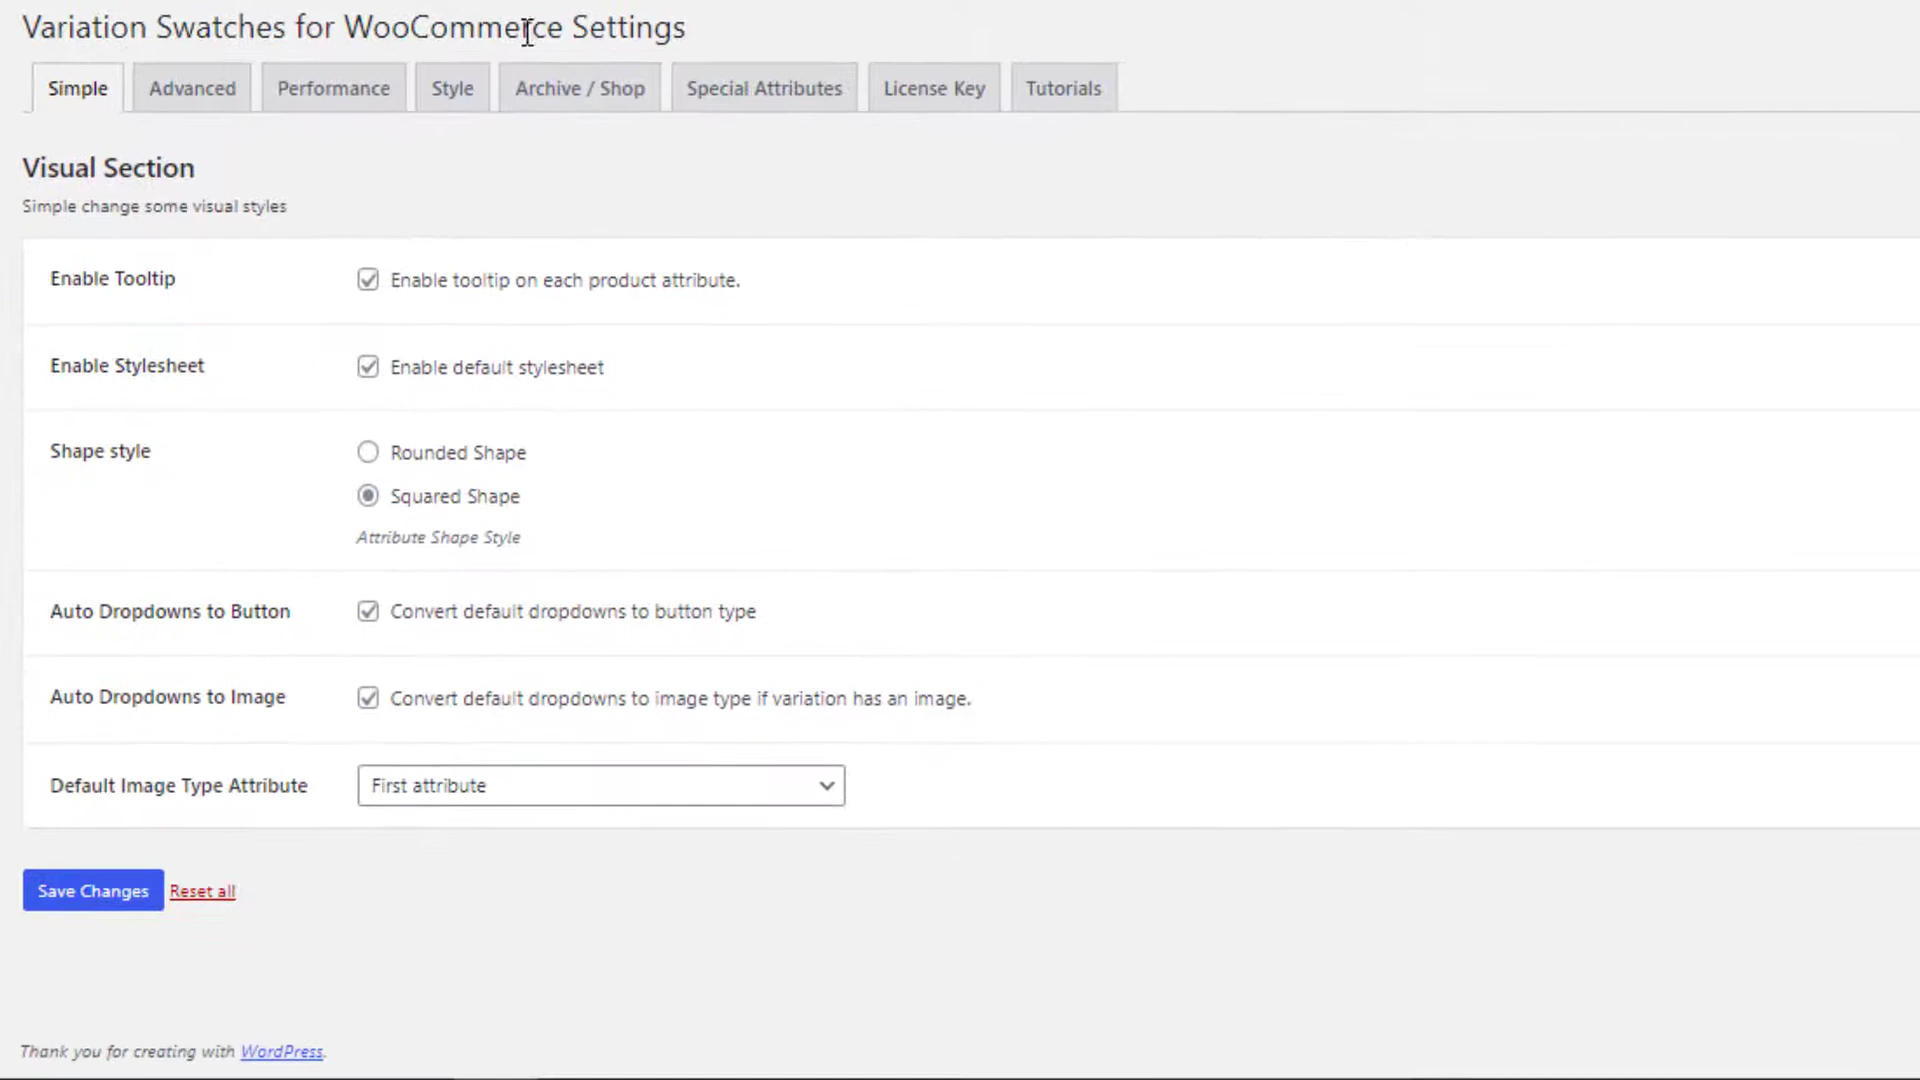 Variation Swatches for WooCommerce Settings
Simple Advanced Performance Style Archive / Shop Special Attributes License Key Tutorials
Visual Section
Simple change some visual styles
Enable Tooltip Enable tooltip on each product attribute.
Enable Stylesheet Enable default stylesheet
Shape style Rounded Shape
Squared Shape
Attribute Shape Style
Auto Dropdowns to Button Convert default dropdowns to button type
Auto Dropdowns to Image Convert default dropdowns to image type if variation has an image.
Default Image Type Attribute First attribute
Save Changes Reset all
Thank you for creating with WordPress.